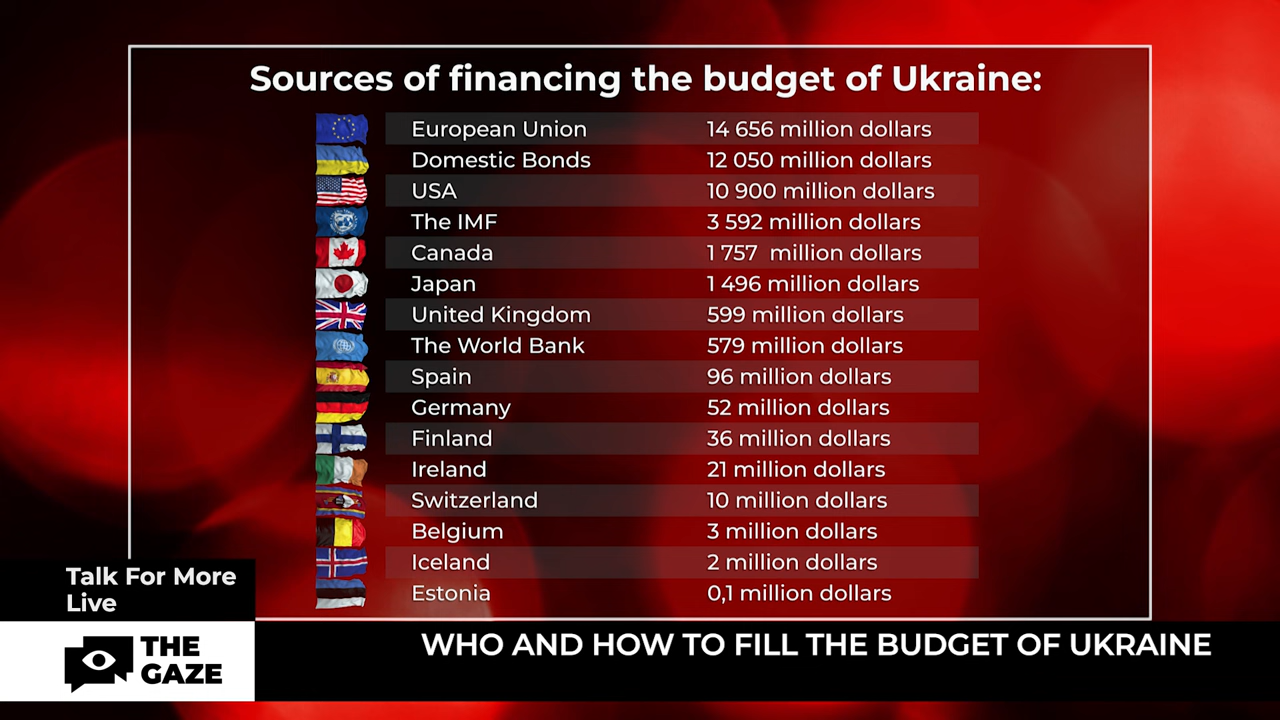 Sources of financing the budget of Ukraine:
European Union 14 656 million dollars
Domestic Bonds 12 050 million dollars
USA 10 900 million dollars
The IMF 3 592 million dollars
Canada 1 757 million dollars
Japan 1 496 million dollars
United Kingdom 599 million dollars
The World Bank 579 million dollars
Spain 96 million dollars
Germany 52 million dollars
Finland 36 million dollars
Ireland 21 million dollars
Switzerland 10 million dollars
Belgium 3 million dollars
Iceland 2 million dollars
Estonia 0,1 million dollars
Talk For More
Live
THE
GAZE
WHO AND HOW TO FILL THE BUDGET OF UKRAINE